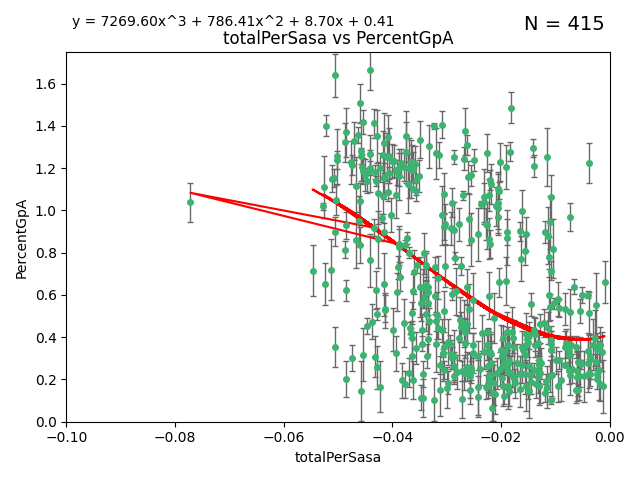 y = 7269.60x^3 + 786.41x^2 + 8.70x + 0.41
N = 415
totalPerSasa vs PercentGpA
1.6
1.4
1.2
1.0
0.8
0.6
0.4
0.2
0.0
PercentGpA
−0.10 −0.08 −0.06 −0.04 −0.02 0.00
totalPerSasa